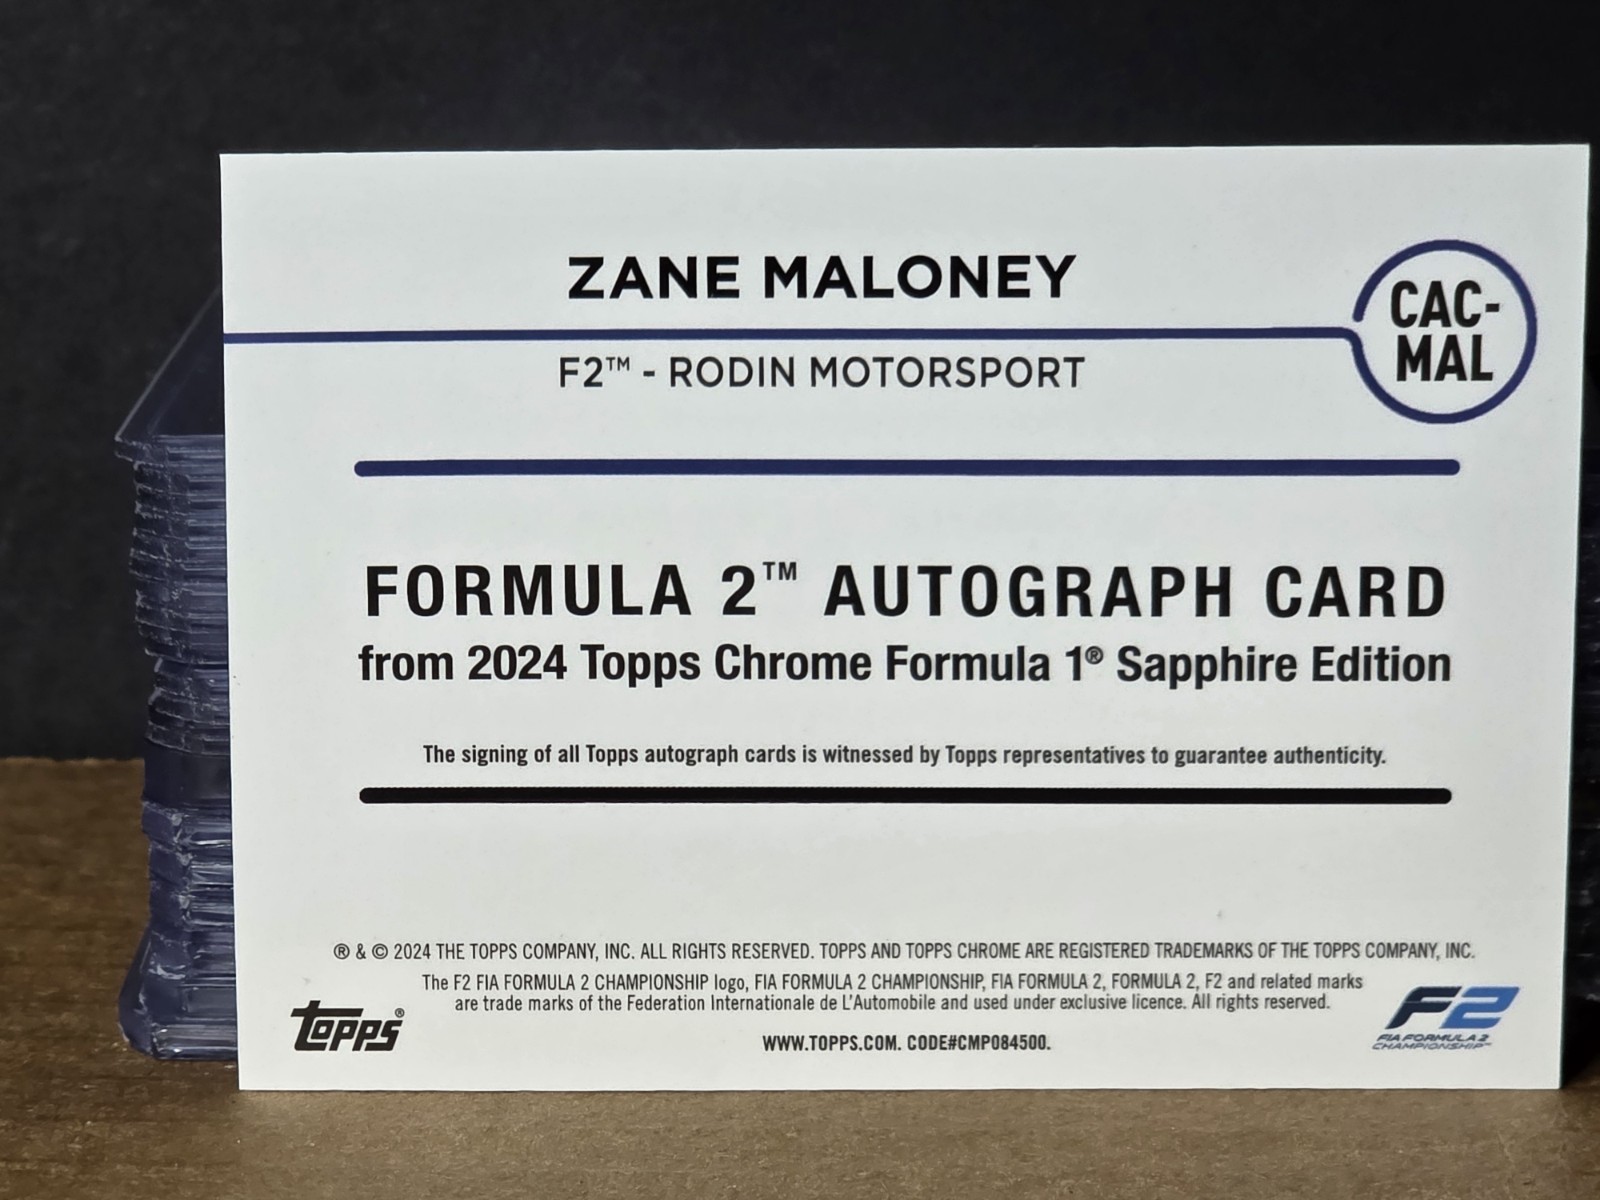 ZANE MALONEY
CAC-
MAL
F2™ - RODIN MOTORSPORT
FORMULA 2™ AUTOGRAPH CARD
from 2024 Topps Chrome Formula 1® Sapphire Edition
The signing of all Topps autograph cards is witnessed by Topps representatives to guarantee authenticity.
® & © 2024 THE TOPPS COMPANY, INC. ALL RIGHTS RESERVED. TOPPS AND TOPPS CHROME ARE REGISTERED TRADEMARKS OF THE TOPPS COMPANY, INC.
The F2 FIA FORMULA 2 CHAMPIONSHIP logo, FIA FORMULA 2 CHAMPIONSHIP, FIA FORMULA 2, FORMULA 2, F2 and related marks
are trade marks of the Federation Internationale de L'Automobile and used under exclusive licence. All rights reserved.
WWW.TOPPS.COM. CODE#CMP084500.
topps®
F2
FIA FORMULA 2
CHAMPIONSHIP™